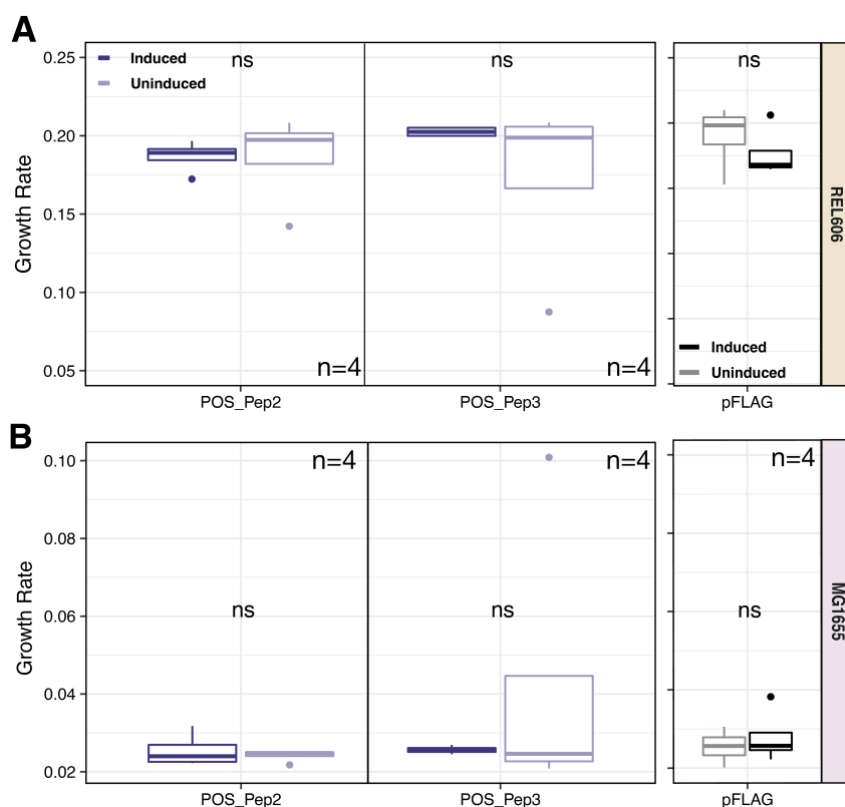 A
0.25
0.20
0.15
0.10
0.05
Growth Rate
Induced
Uninduced
ns
n=4
POS_Pep2
ns
n=4
POS_Pep3
ns
Induced
Uninduced
pFLAG
REL606
B
0.10
0.08
0.06
0.04
0.02
Growth Rate
n=4
ns
POS_Pep2
n=4
ns
POS_Pep3
n=4
ns
pFLAG
MG1655